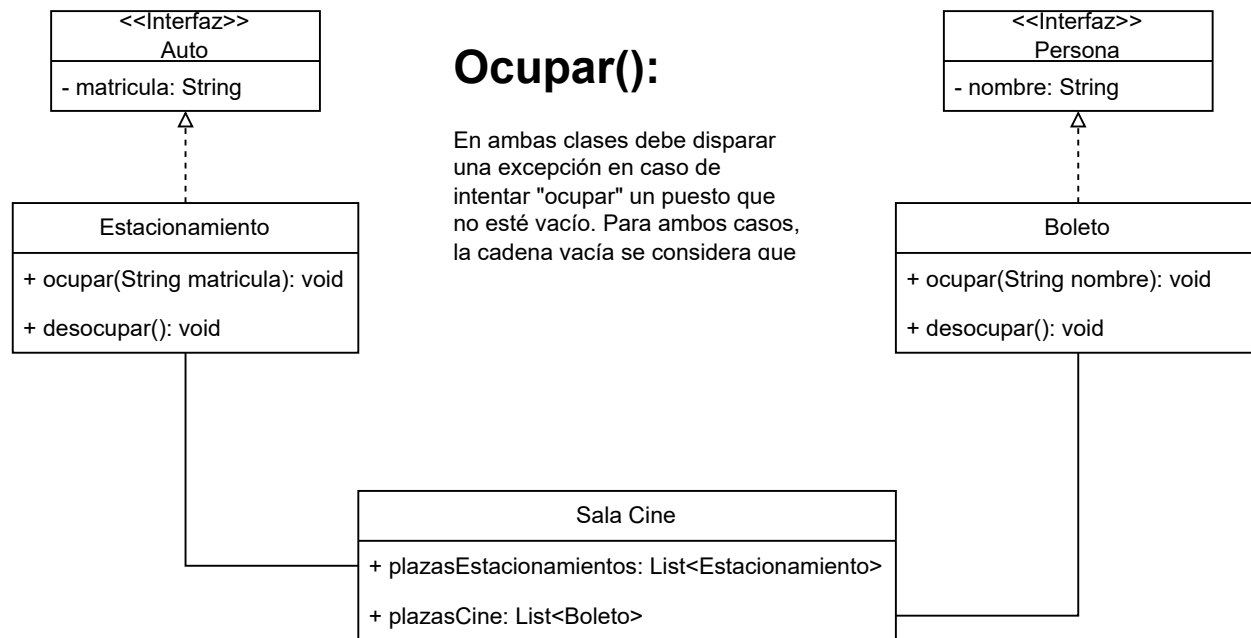 <<Interfaz>>
Auto
- matricula: String
Ocupar():
En ambas clases debe disparar
una excepción en caso de
intentar "ocupar" un puesto que
no esté vacío. Para ambos casos,
la cadena vacía se considera que
<<Interfaz>>
Persona
- nombre: String
Estacionamiento
+ ocupar(String matricula): void
+ desocupar(): void
Boleto
+ ocupar(String nombre): void
+ desocupar(): void
Sala Cine
+ plazasEstacionamientos: List<Estacionamiento>
+ plazasCine: List<Boleto>